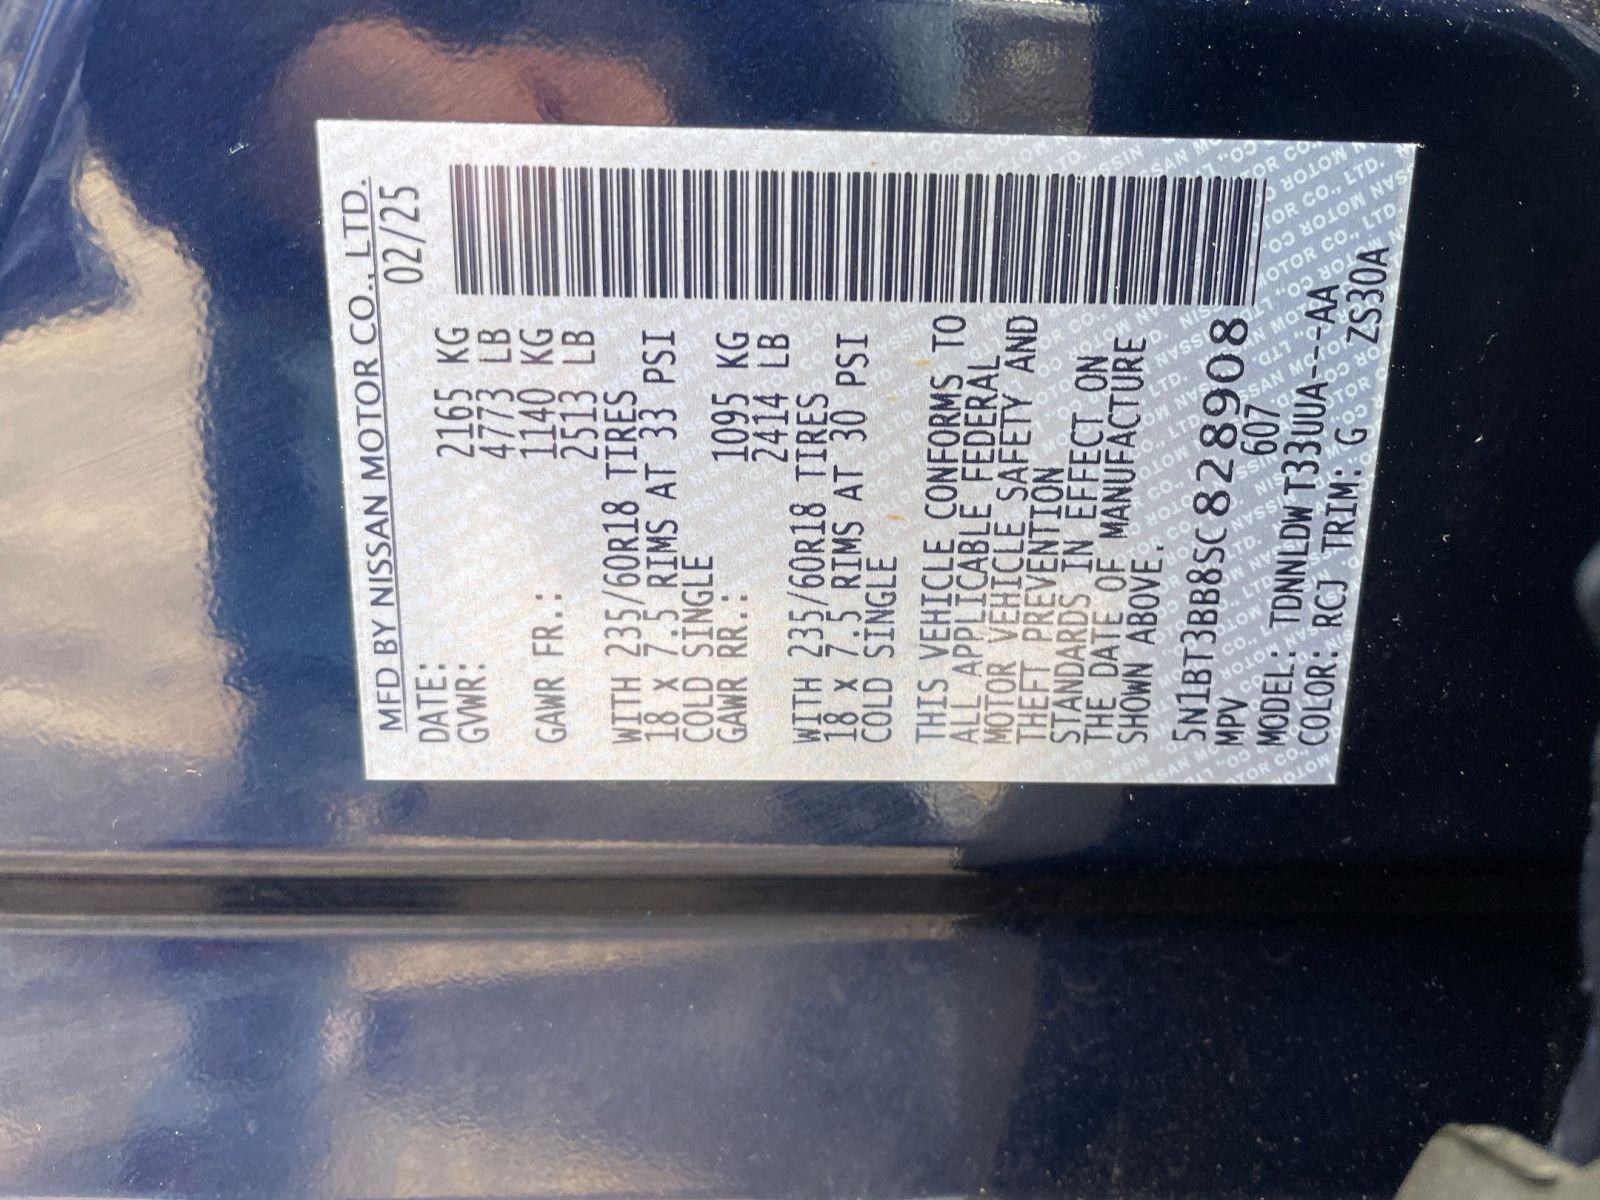 MFD BY NISSAN MOTOR CO., LTD.
DATE: 02/25
GVWR: 2165 KG
4773 LB
GAWR FR.: 1140 KG
2513 LB
WITH 235/60R18 TIRES
18 X 7.5 RIMS AT 33 PSI
COLD SINGLE
GAWR RR.: 1095 KG
2414 LB
WITH 235/60R18 TIRES
18 X 7.5 RIMS AT 30 PSI
COLD SINGLE
THIS VEHICLE CONFORMS TO
ALL APPLICABLE FEDERAL
MOTOR VEHICLE SAFETY AND
THEFT PREVENTION
STANDARDS IN EFFECT ON
THE DATE OF MANUFACTURE
SHOWN ABOVE.
5N1BT3BB8SC828908
MPV 607
MODEL: TDNNLDWT33UUA---AA
COLOR: RCJ TRIM: G ZS30A